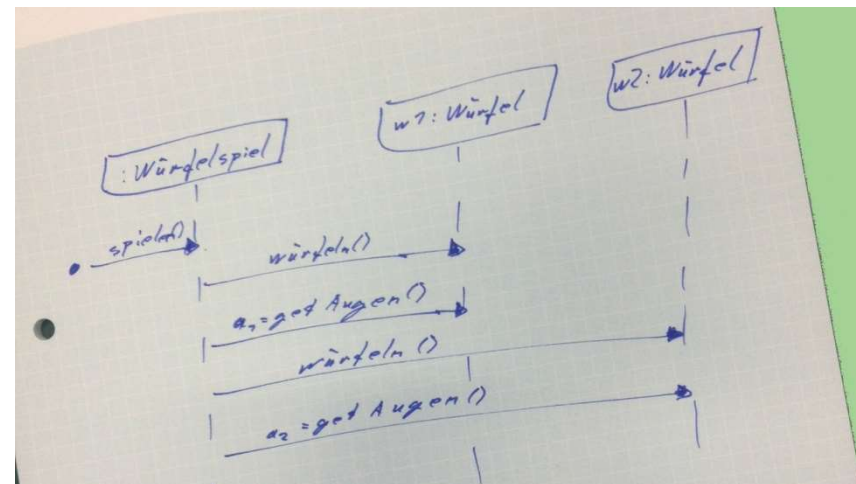 :Würfelspiel
w1: Würfel
w2: Würfel
spielen()
würfeln()
a₁=get Augen()
würfeln ()
a₂=get Augen()